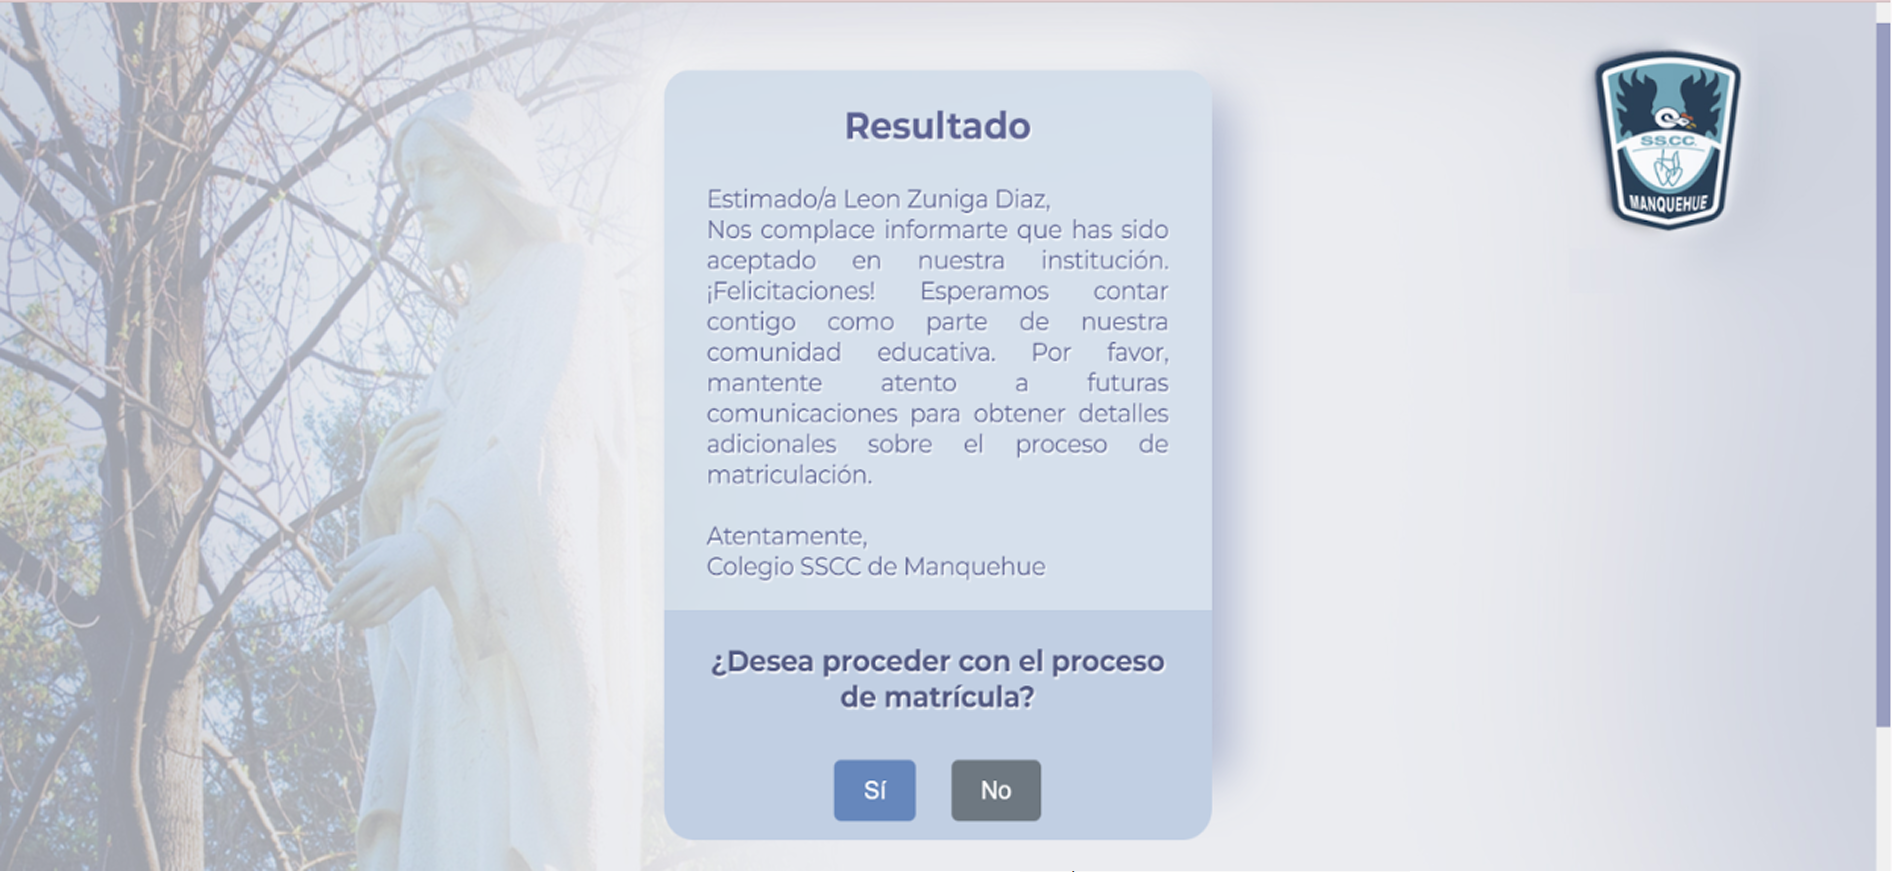 Resultado
Estimado/a Leon Zuniga Diaz,
Nos complace informarte que has sido
aceptado en nuestra institución.
¡Felicitaciones! Esperamos contar
contigo como parte de nuestra
comunidad educativa. Por favor,
mantente atento a futuras
comunicaciones para obtener detalles
adicionales sobre el proceso de
matriculación.
Atentamente,
Colegio SSCC de Manquehue
¿Desea proceder con el proceso
de matrícula?
Sí No
SS.CC.
MANQUEHUE